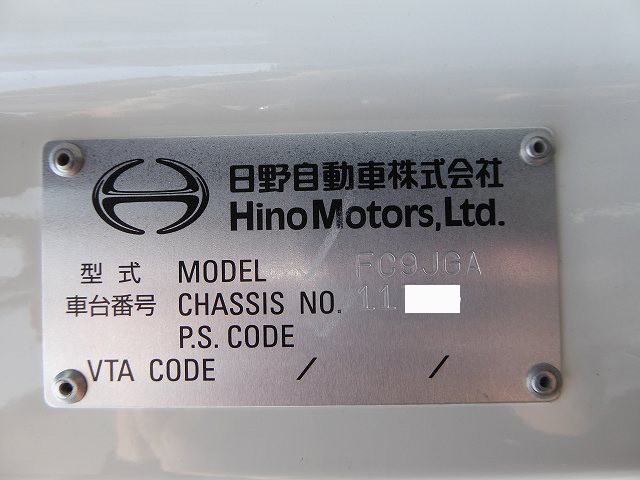 日野自動車株式会社
Hino Motors, Ltd.
型式 MODEL FC9JGA
車台番号 CHASSIS NO. 11
P.S. CODE
VTA CODE / /